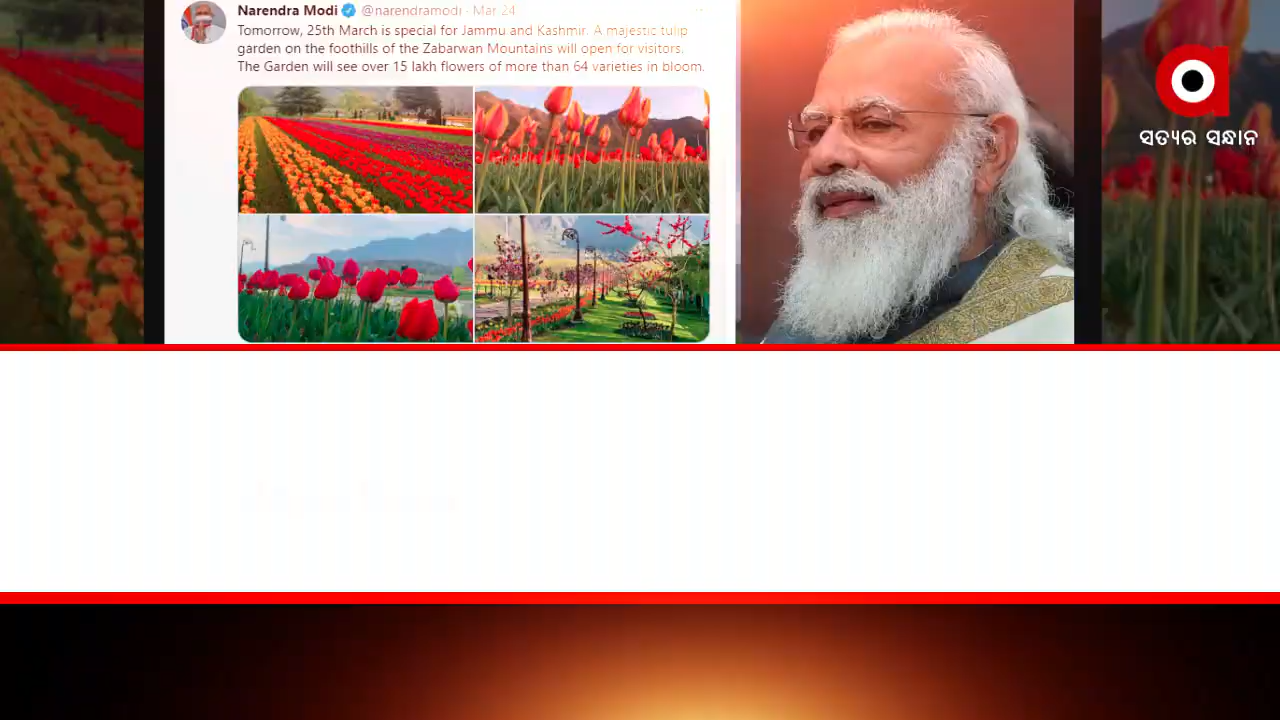 Narendra Modi @narendramodi · Mar 24
Tomorrow, 25th March is special for Jammu and Kashmir. A majestic tulip
garden on the foothills of the Zabarwan Mountains will open for visitors.
The Garden will see over 15 lakh flowers of more than 64 varieties in bloom.
ସତ୍ୟର ସନ୍ଧାନ